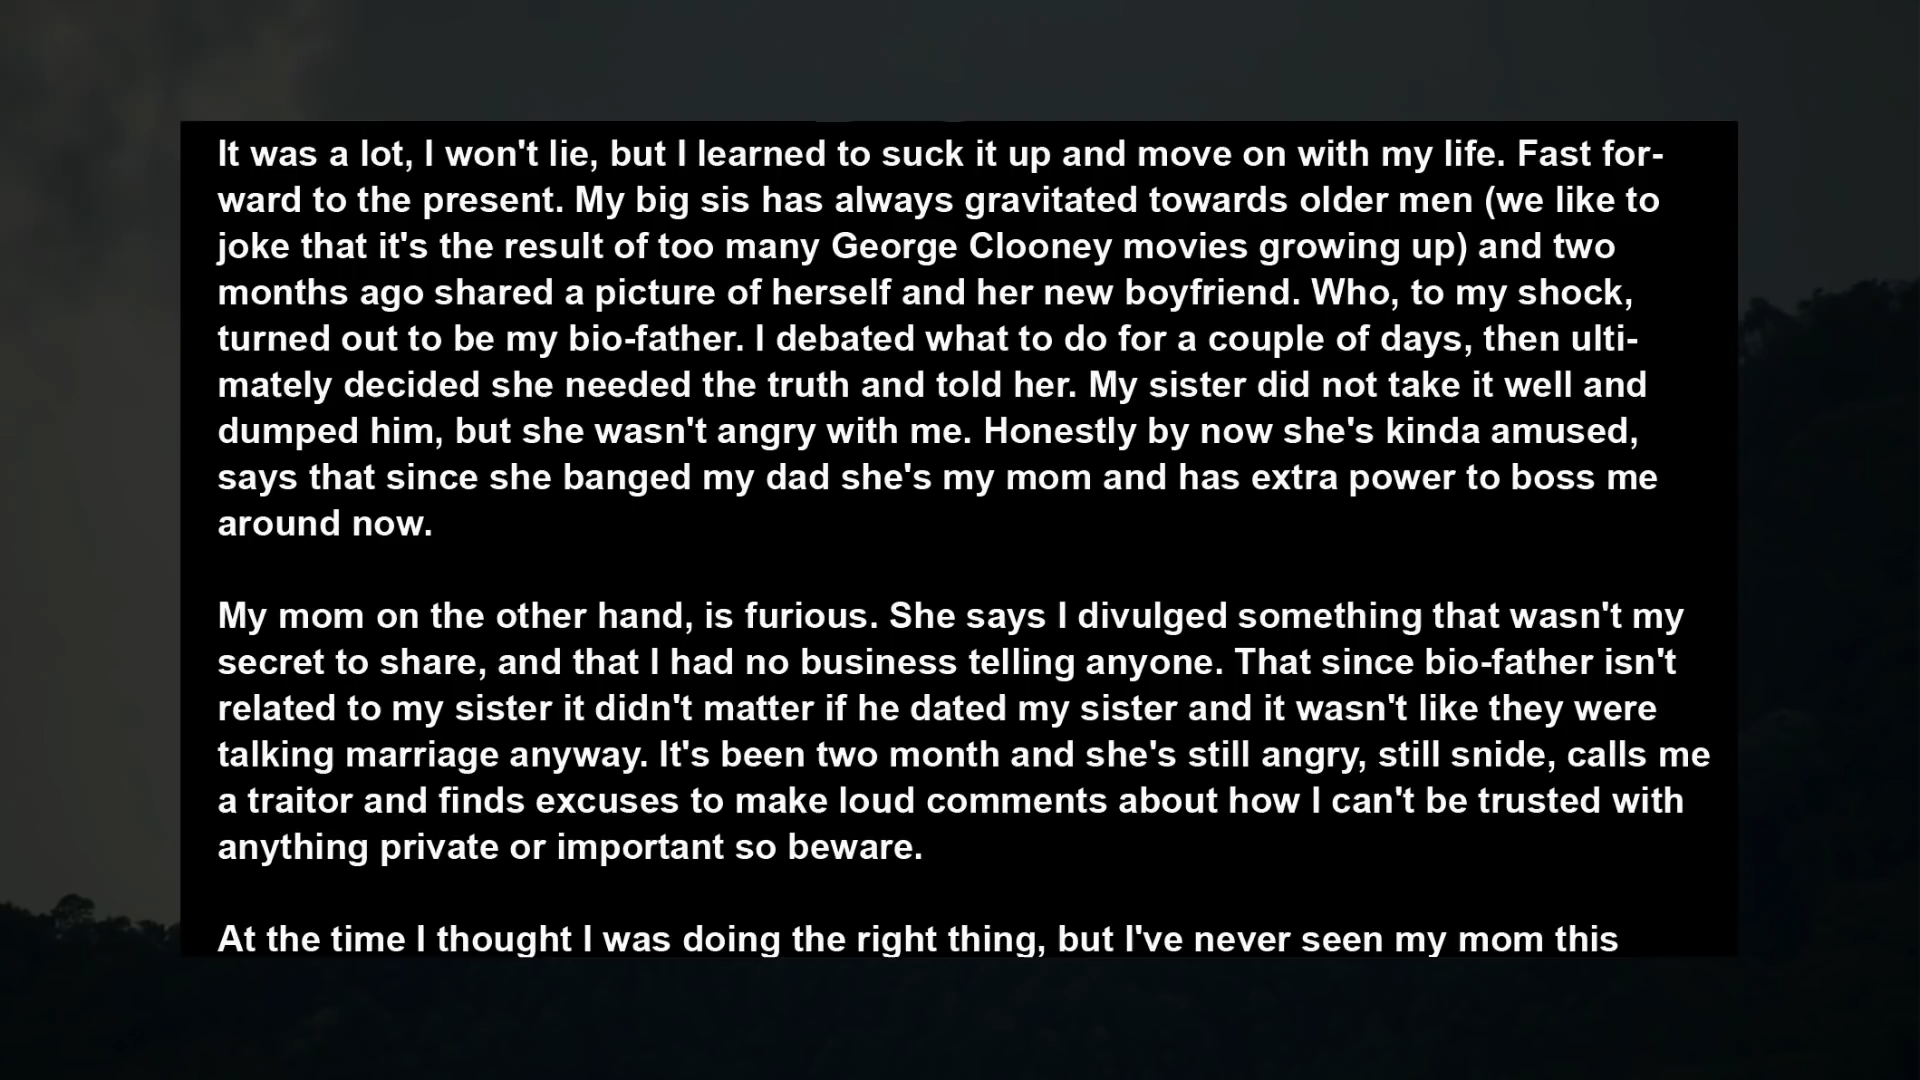 It was a lot, I won't lie, but I learned to suck it up and move on with my life. Fast for-
ward to the present. My big sis has always gravitated towards older men (we like to
joke that it's the result of too many George Clooney movies growing up) and two
months ago shared a picture of herself and her new boyfriend. Who, to my shock,
turned out to be my bio-father. I debated what to do for a couple of days, then ulti-
mately decided she needed the truth and told her. My sister did not take it well and
dumped him, but she wasn't angry with me. Honestly by now she's kinda amused,
says that since she banged my dad she's my mom and has extra power to boss me
around now.
My mom on the other hand, is furious. She says I divulged something that wasn't my
secret to share, and that I had no business telling anyone. That since bio-father isn't
related to my sister it didn't matter if he dated my sister and it wasn't like they were
talking marriage anyway. It's been two month and she's still angry, still snide, calls me
a traitor and finds excuses to make loud comments about how I can't be trusted with
anything private or important so beware.
At the time I thought I was doing the right thing, but I've never seen my mom this